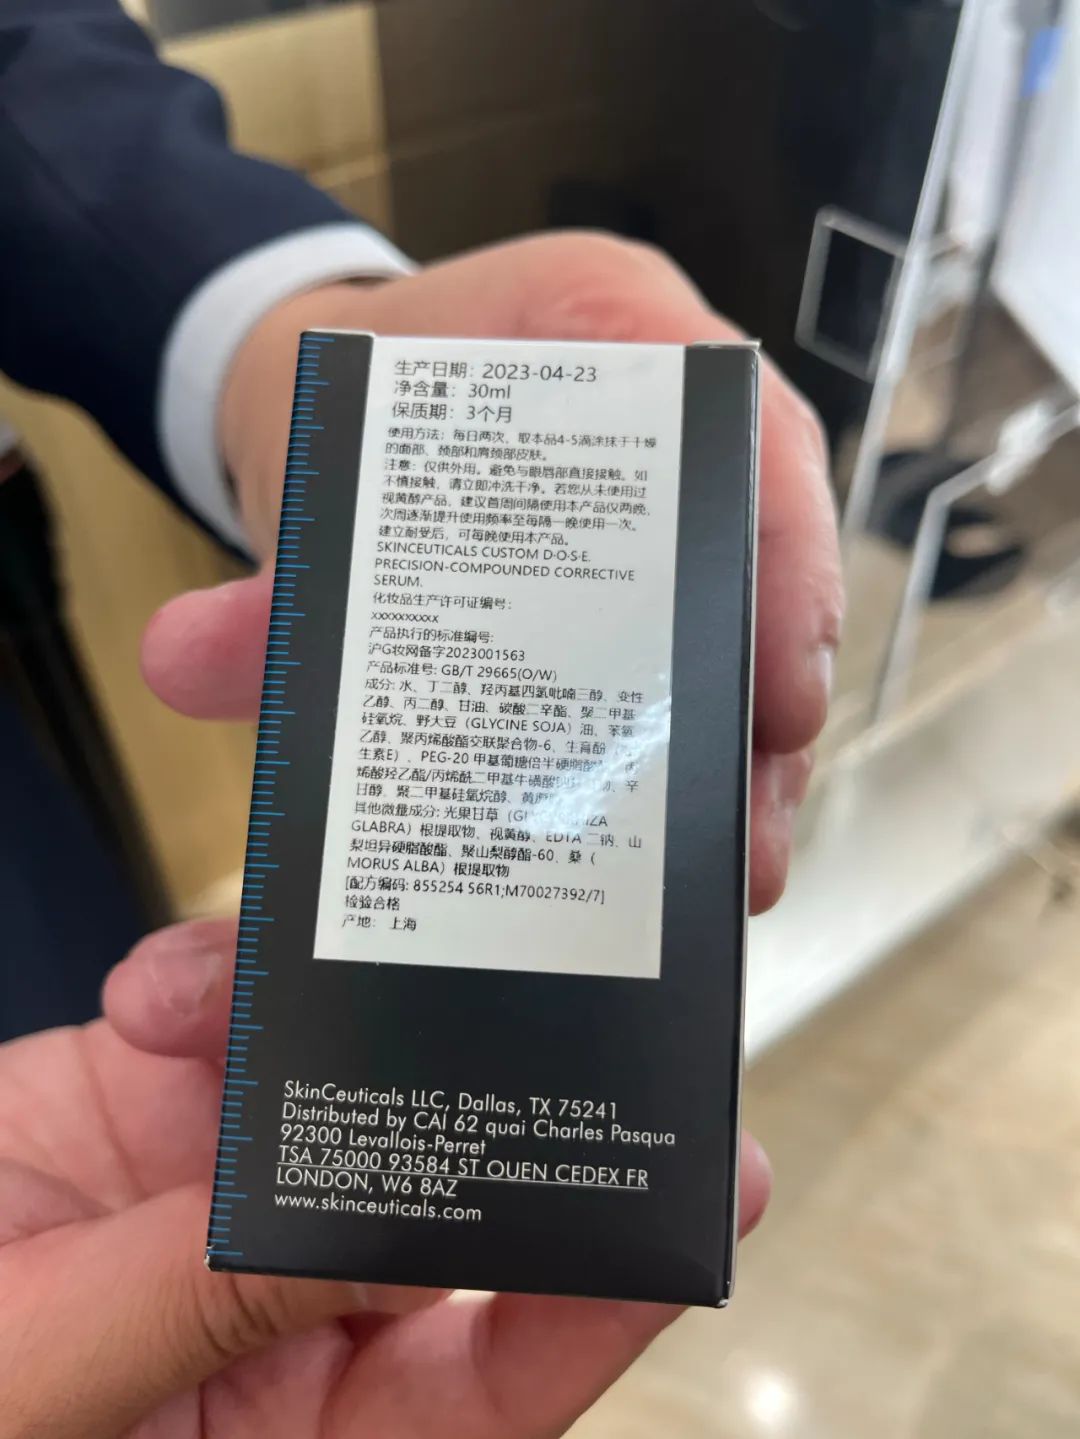 生产日期：2023-04-23
净含量：30ml
保质期：3个月
使用方法：每日两次，取本品4-5滴涂抹于干燥
的面部、颈部和肩颈部皮肤。
注意：仅供外用。避免与眼唇部直接接触。如
不慎接触，请立即冲洗干净。若您从未使用过
视黄醇产品，建议首周间隔使用本产品仅两晚，
次周逐渐提升使用频率至每隔一晚使用一次。
建立耐受后，可每晚使用本产品。
SKINCEUTICALS CUSTOM D·O·S·E.
PRECISION-COMPOUNDED CORRECTIVE
SERUM.
化妆品生产许可证编号：
xxxxxxxxxx
产品执行的标准编号:
沪G妆网备字2023001563
产品标准号: GB/T 29665(O/W)
成分: 水、丁二醇、羟丙基四氢吡喃三醇、变性
乙醇、丙二醇、甘油、碳酸二辛酯、聚二甲基
硅氧烷、野大豆（GLYCINE SOJA）油、苯氧
乙醇、聚丙烯酸酯交联聚合物-6、生育酚（
生素E）、PEG-20 甲基葡糖倍半硬脂酸
烯酸羟乙酯/丙烯酰二甲基牛磺酸钠 、辛
甘醇、聚二甲基硅氧烷醇、黄
其他微量成分: 光果甘草（
GLABRA）根提取物、视黄醇、EDTA 二钠、山
梨坦异硬脂酸酯、聚山梨醇酯-60、桑（
MORUS ALBA）根提取物
[配方编码: 855254 56R1;M70027392/7]
检验合格
产地： 上海
SkinCeuticals LLC, Dallas, TX 75241
Distributed by CAI 62 quai Charles Pasqua
92300 Levallois-Perret
TSA 75000 93584 ST OUEN CEDEX FR
LONDON, W6 8AZ
www.skinceuticals.com